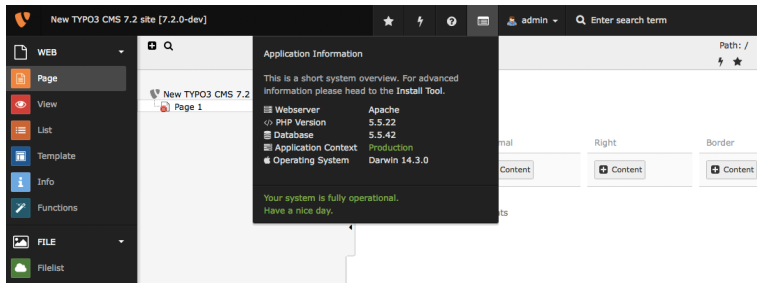 New TYPO3 CMS 7.2 site [7.2.0-dev]
admin
Enter search term
WEB
Page
View
List
Template
Info
Functions
FILE
Filelist
New TYPO3 CMS 7.2
Page 1
Application Information
This is a short system overview. For advanced
information please head to the Install Tool.
Webserver Apache
PHP Version 5.5.22
Database 5.5.42
Application Context Production
Operating System Darwin 14.3.0
Your system is fully operational.
Have a nice day.
Path: /
mal
Right
Border
Content
Content
Content
ts